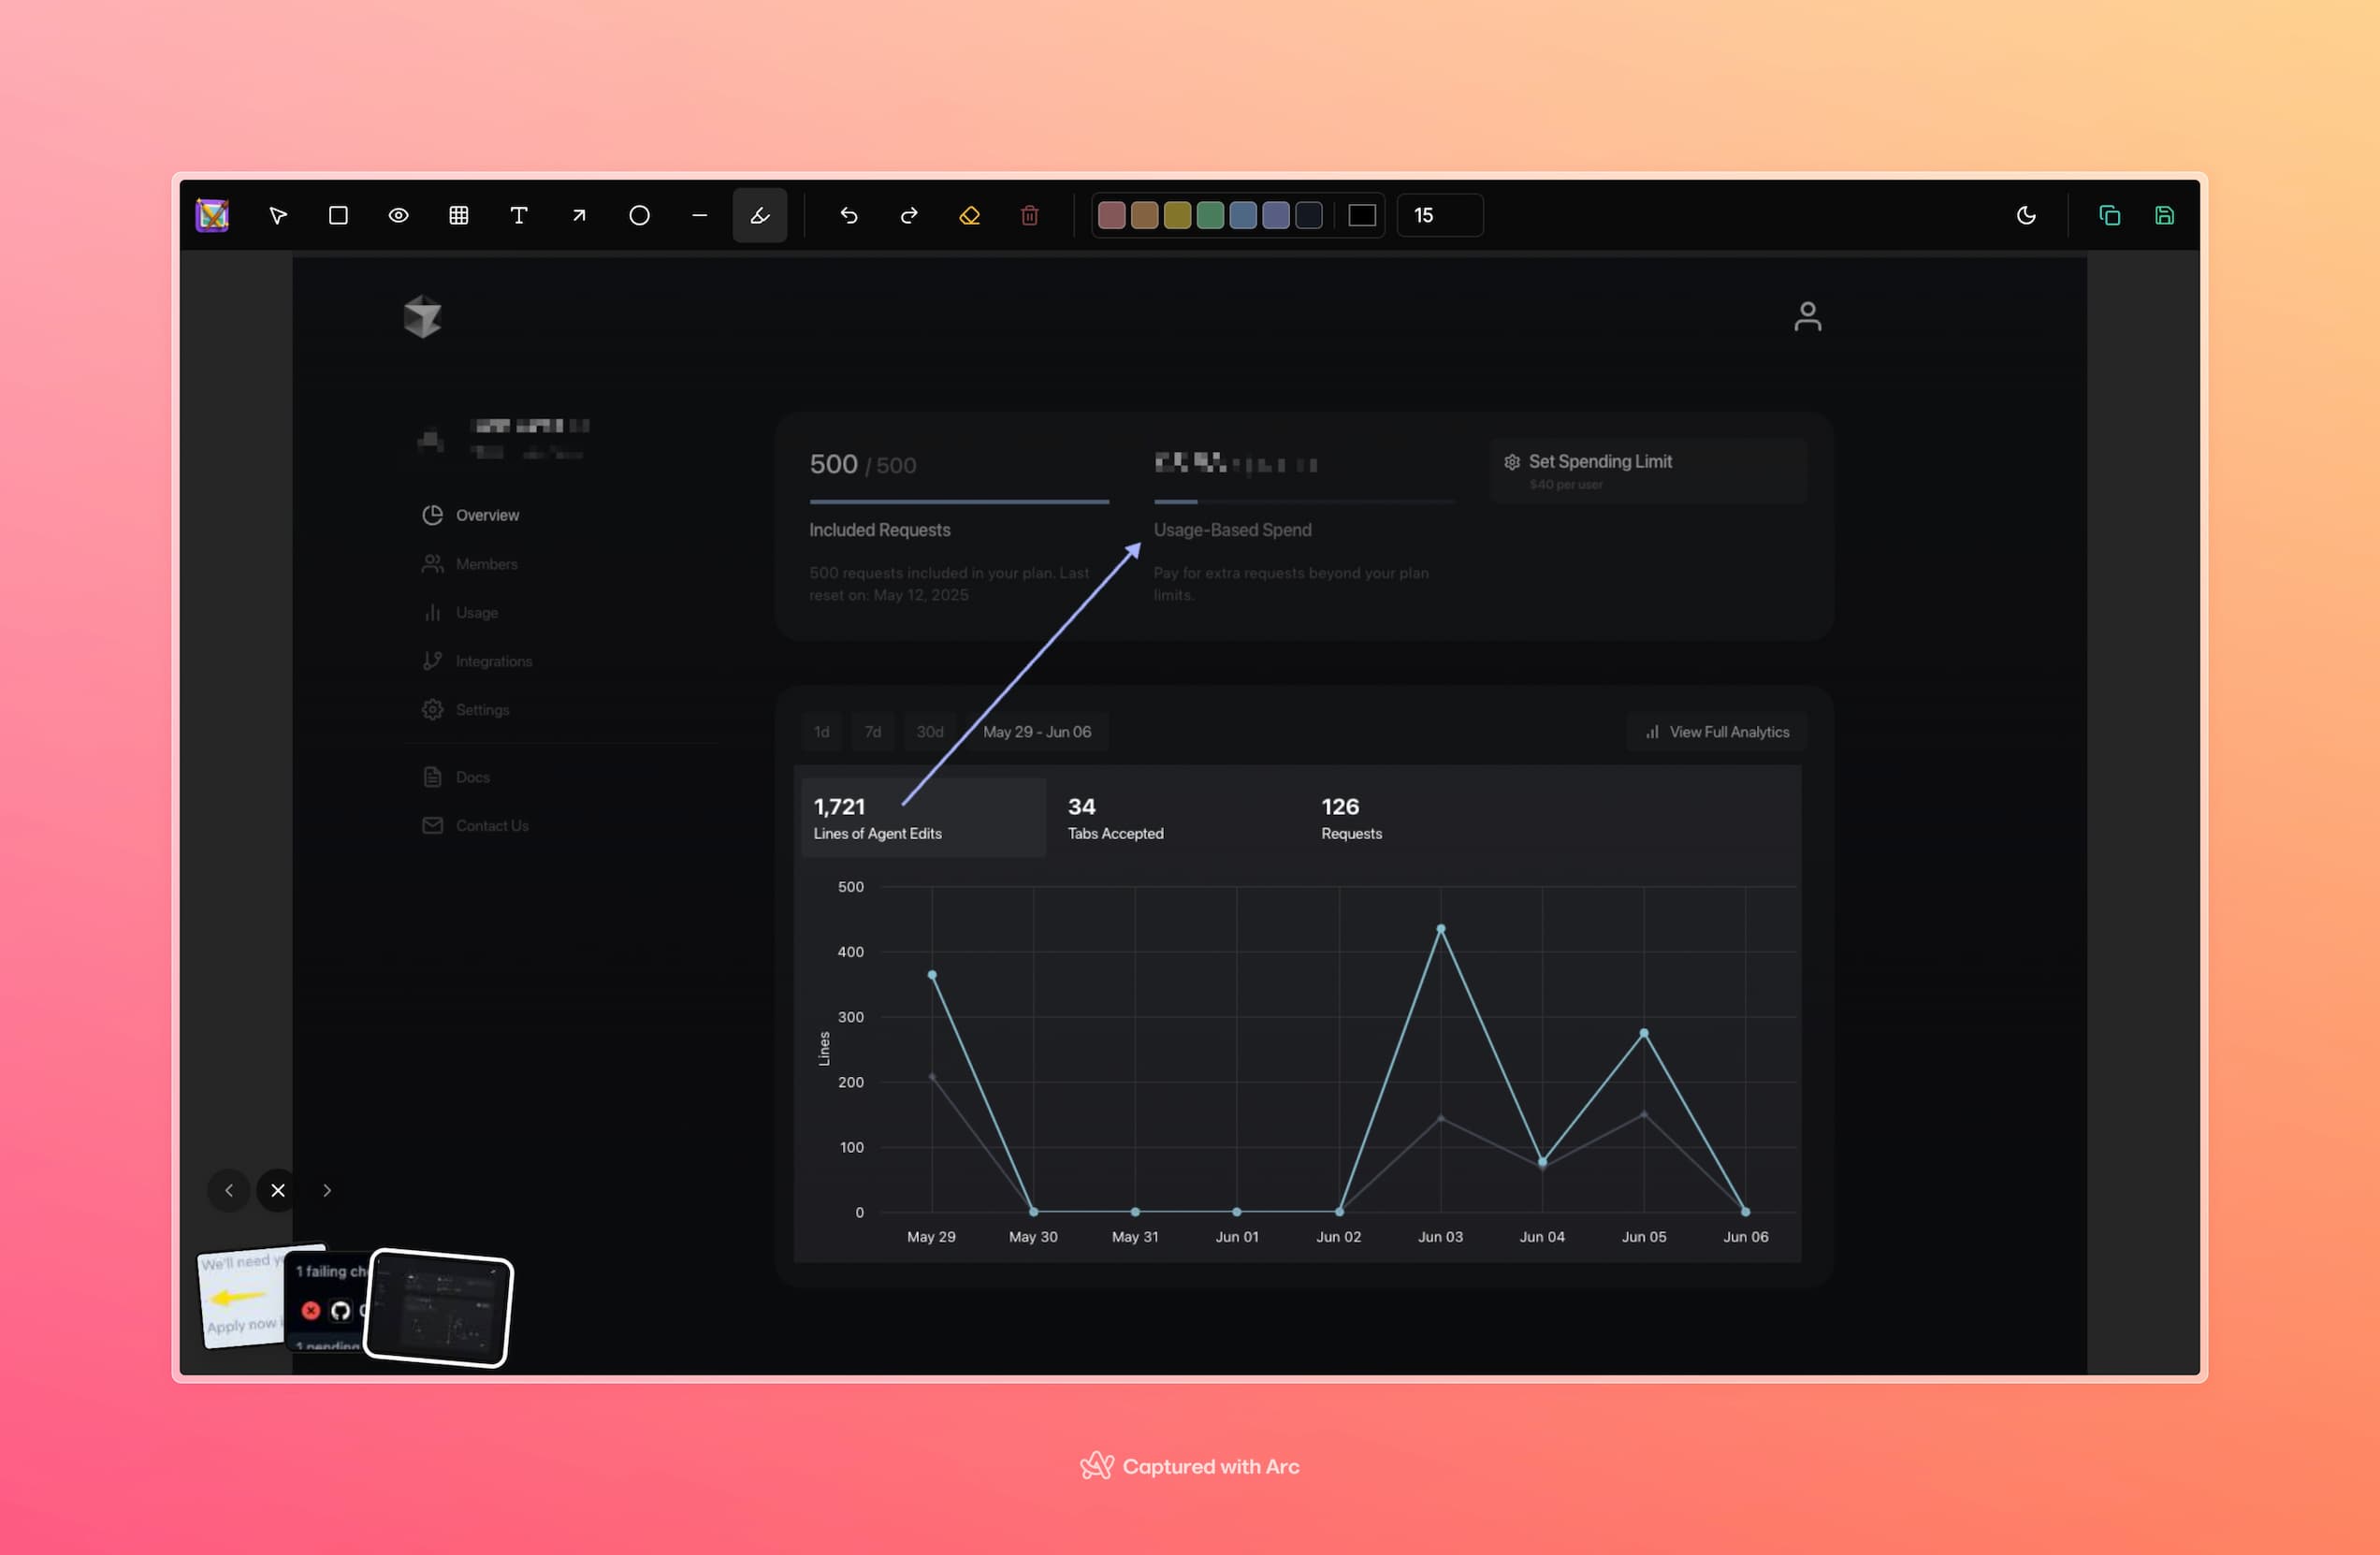 15
500 / 500
Set Spending Limit
$40 per user
Included Requests
Usage-Based Spend
500 requests included in your plan. Last
reset on: May 12, 2025
Pay for extra requests beyond your plan
limits.
Overview
Members
Usage
Integrations
Settings
Docs
Contact Us
1d
7d
30d
May 29 - Jun 06
View Full Analytics
1,721
Lines of Agent Edits
34
Tabs Accepted
126
Requests
500
400
300
200
100
0
Lines
May 29
May 30
May 31
Jun 01
Jun 02
Jun 03
Jun 04
Jun 05
Jun 06
We'll need
Apply now
1 failing
1 pending
Captured with Arc